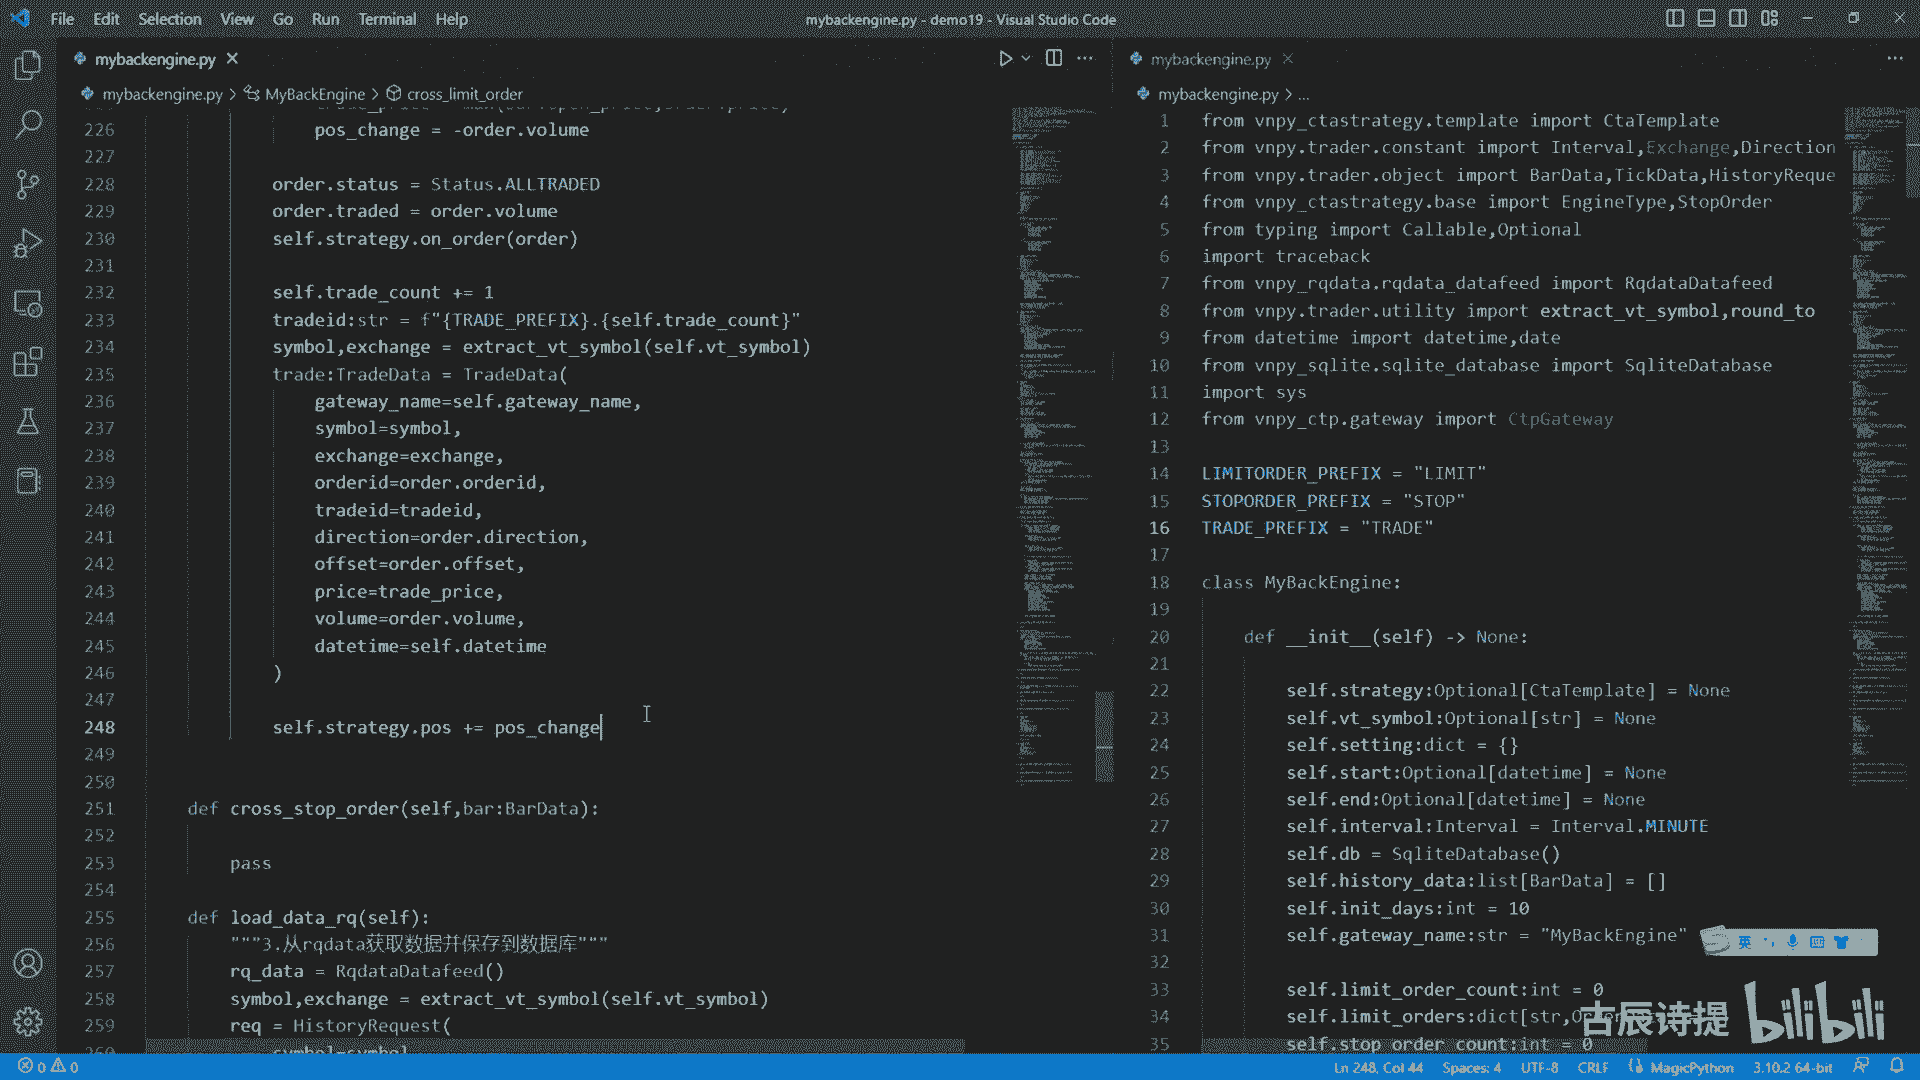 File Edit Selection View Go Run Terminal Help
mybackengine.py - demo19 - Visual Studio Code
mybackengine.py
mybackengine.py > MyBackEngine > cross_limit_order
226 pos_change = -order.volume
227
228 order.status = Status.ALLTRADED
229 order.traded = order.volume
230 self.strategy.on_order(order)
231
232 self.trade_count += 1
233 tradeid:str = f"{TRADE_PREFIX}.{self.trade_count}"
234 symbol,exchange = extract_vt_symbol(self.vt_symbol)
235 trade:TradeData = TradeData(
236 gateway_name=self.gateway_name,
237 symbol=symbol,
238 exchange=exchange,
239 orderid=order.orderid,
240 tradeid=tradeid,
241 direction=order.direction,
242 offset=order.offset,
243 price=trade_price,
244 volume=order.volume,
245 datetime=self.datetime
246 )
247
248 self.strategy.pos += pos_change
249
250
251 def cross_stop_order(self,bar:BarData):
252
253 pass
254
255 def load_data_rq(self):
256 """3.从rqdata获取数据并保存到数据库"""
257 rq_data = RqdataDatafeed()
258 symbol,exchange = extract_vt_symbol(self.vt_symbol)
259 req = HistoryRequest(
mybackengine.py
mybackengine.py > ...
1 from vnpy_ctastrategy.template import CtaTemplate
2 from vnpy.trader.constant import Interval,Exchange,Direction
3 from vnpy.trader.object import BarData,TickData,HistoryReque
4 from vnpy_ctastrategy.base import EngineType,StopOrder
5 from typing import Callable,Optional
6 import traceback
7 from vnpy_rqdata.rqdata_datafeed import RqdataDatafeed
8 from vnpy.trader.utility import extract_vt_symbol,round_to
9 from datetime import datetime,date
10 from vnpy_sqlite.sqlite_database import SqliteDatabase
11 import sys
12 from vnpy_ctp.gateway import CtpGateway
13
14 LIMITORDER_PREFIX = "LIMIT"
15 STOPORDER_PREFIX = "STOP"
16 TRADE_PREFIX = "TRADE"
17
18 class MyBackEngine:
19
20 def __init__(self) -> None:
21
22 self.strategy:Optional[CtaTemplate] = None
23 self.vt_symbol:Optional[str] = None
24 self.setting:dict = {}
25 self.start:Optional[datetime] = None
26 self.end:Optional[datetime] = None
27 self.interval:Interval = Interval.MINUTE
28 self.db = SqliteDatabase()
29 self.history_data:list[BarData] = []
30 self.init_days:int = 10
31 self.gateway_name:str = "MyBackEngine"
32
33 self.limit_order_count:int = 0
34 self.limit_orders:dict[str,
35 self.stop_order_count:int = 0
英
古辰诗提 bilibili
0 0
Ln 248, Col 44 Spaces: 4 UTF-8 CRLF MagicPython 3.10.2 64-bit